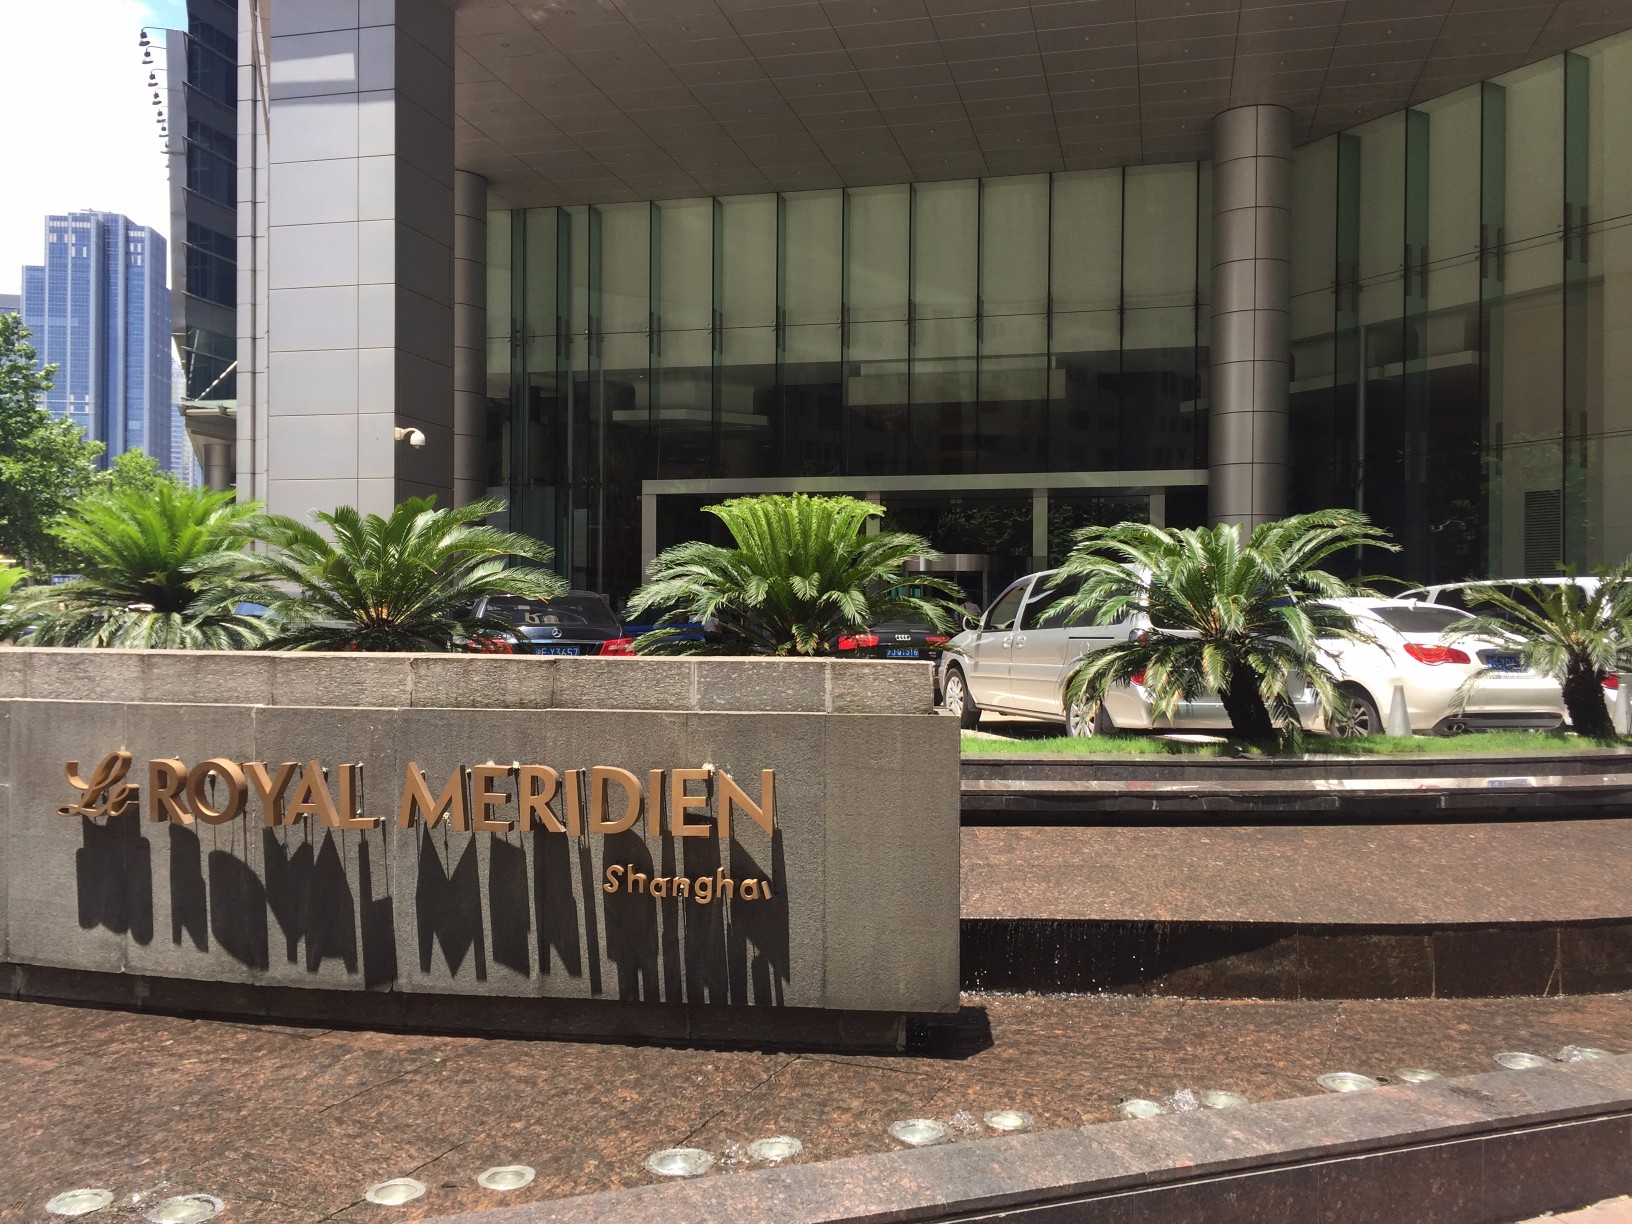 Le ROYAL MERIDIEN
Shanghai